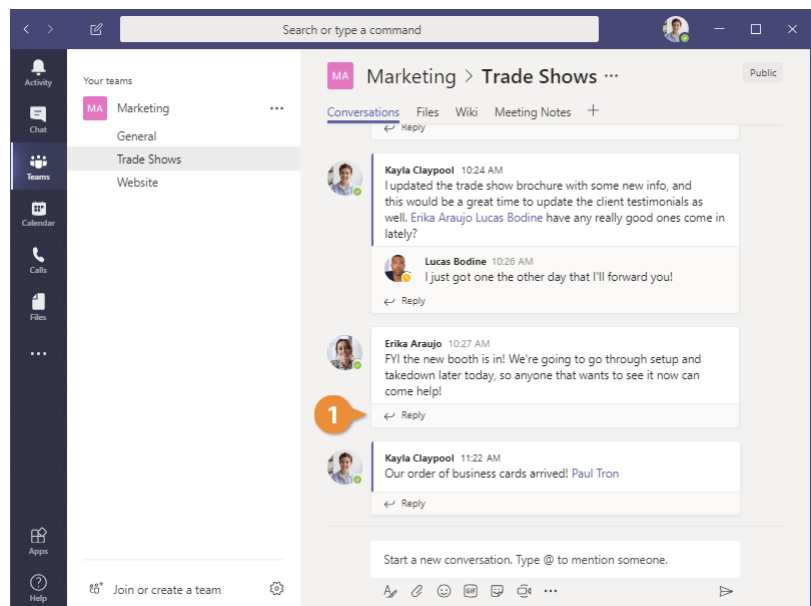 Search or type a command
Activity
Chat
Teams
Calendar
Calls
Files
Apps
Help
Your teams
MA Marketing
General
Trade Shows
Website
Join or create a team
MA Marketing > Trade Shows
Public
Conversations Files Wiki Meeting Notes
Reply
Kayla Claypool 10:24 AM
I updated the trade show brochure with some new info, and
this would be a great time to update the client testimonials as
well. Erika Araujo Lucas Bodine have any really good ones come in
lately?
Lucas Bodine 10:26 AM
I just got one the other day that I'll forward you!
Reply
Erika Araujo 10:27 AM
FYI the new booth is in! We're going to go through setup and
takedown later today, so anyone that wants to see it now can
come help!
1
Reply
Kayla Claypool 11:22 AM
Our order of business cards arrived! Paul Tron
Reply
Start a new conversation. Type @ to mention someone.
GIF